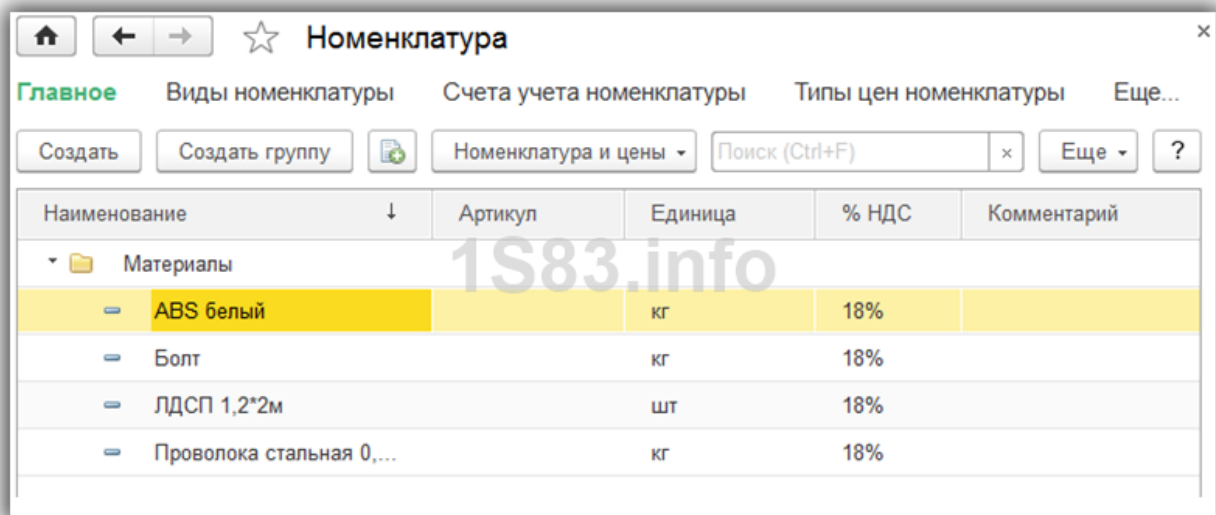 Номенклатура
Главное Виды номенклатуры Счета учета номенклатуры Типы цен номенклатуры Еще...
Создать Создать группу Номенклатура и цены Поиск (Ctrl+F) × Еще ?
Наименование ↓ Артикул Единица % НДС Комментарий
Материалы
1S83.info
ABS белый кг 18%
Болт кг 18%
ЛДСП 1,2*2м шт 18%
Проволока стальная 0,... кг 18%